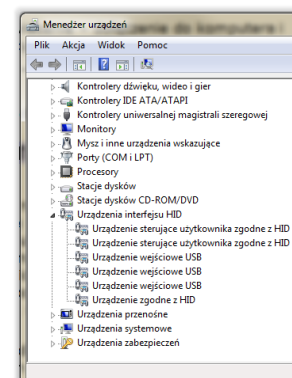 Menedżer urządzeń
Plik Akcja Widok Pomoc
Kontrolery dźwięku, wideo i gier
Kontrolery IDE ATA/ATAPI
Kontrolery uniwersalnej magistrali szeregowej
Monitory
Mysz i inne urządzenia wskazujące
Porty (COM i LPT)
Procesory
Stacje dysków
Stacje dysków CD-ROM/DVD
Urządzenia interfejsu HID
Urządzenie sterujące użytkownika zgodne z HID
Urządzenie sterujące użytkownika zgodne z HID
Urządzenie wejściowe USB
Urządzenie wejściowe USB
Urządzenie wejściowe USB
Urządzenie zgodne z HID
Urządzenia przenośne
Urządzenia systemowe
Urządzenia zabezpieczeń